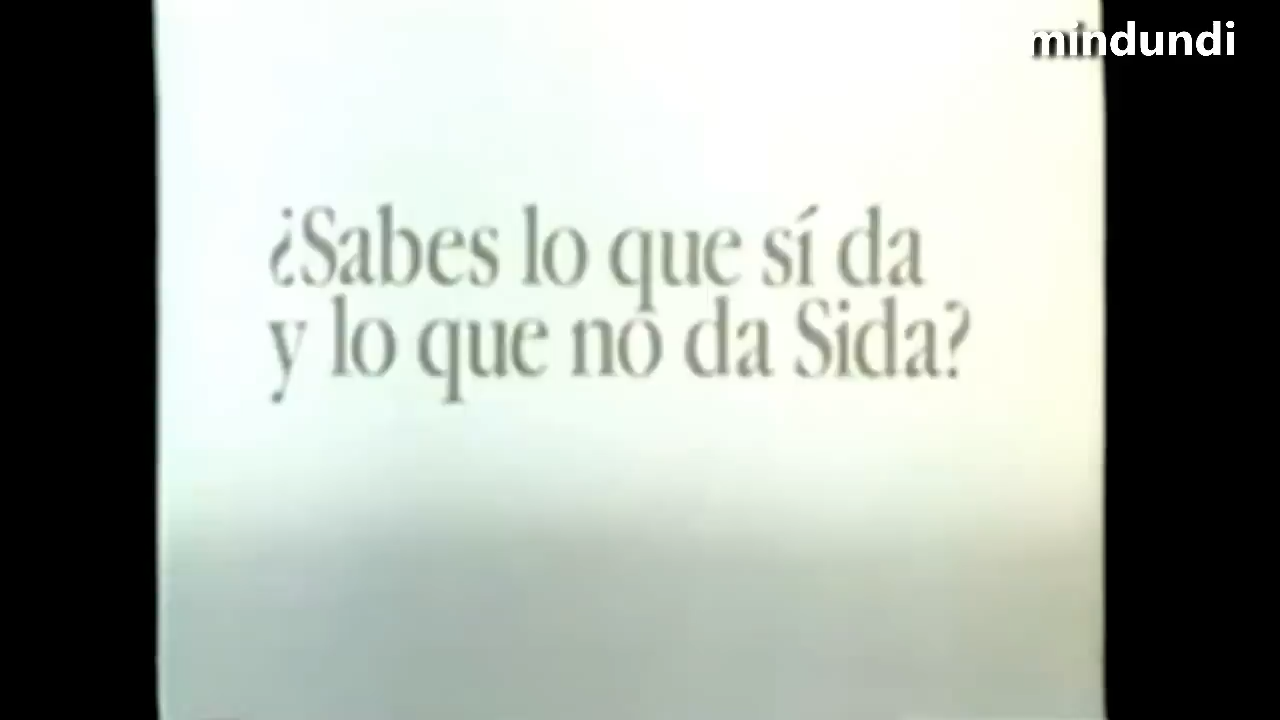 mindundi
¿Sabes lo que sí da
y lo que no da Sida?